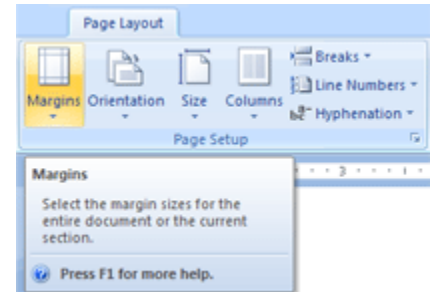 Page Layout
Breaks
Line Numbers
Hyphenation
Margins Orientation Size Columns
Page Setup
Margins
Select the margin sizes for the
entire document or the current
section.
Press F1 for more help.
3